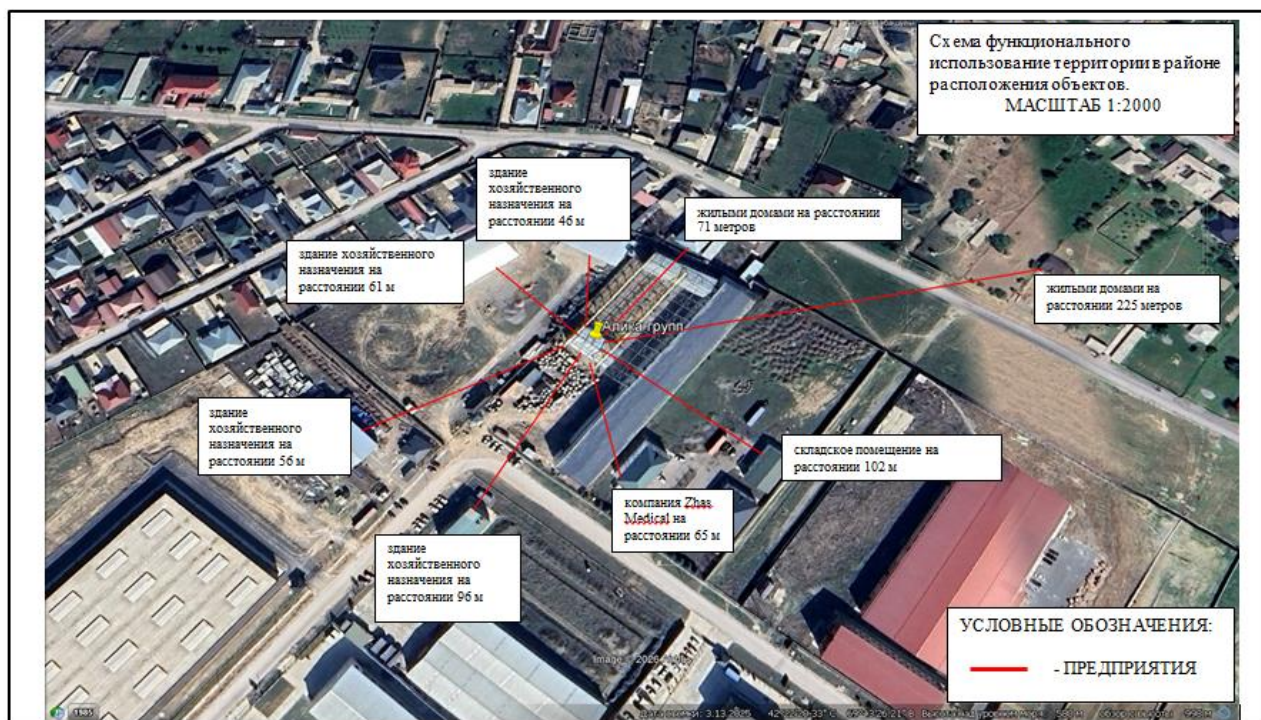 Схема функционального
использование территории в районе
расположения объектов.
МАСШТАБ 1:2000
здание
хозяйственного
назначения на
расстоянии 46 м
жилыми домами на расстоянии
71 метров
здание хозяйственного
назначения на
расстоянии 61 м
жилыми домами на
расстоянии 225 метров
Алика групп
здание
хозяйственного
назначения на
расстоянии 56 м
складское помещение на
расстоянии 102 м
компания Zhas
Medical на
расстоянии 65 м
здание
хозяйственного
назначения на
расстоянии 96 м
УСЛОВНЫЕ ОБОЗНАЧЕНИЯ:
- ПРЕДПРИЯТИЯ
1985